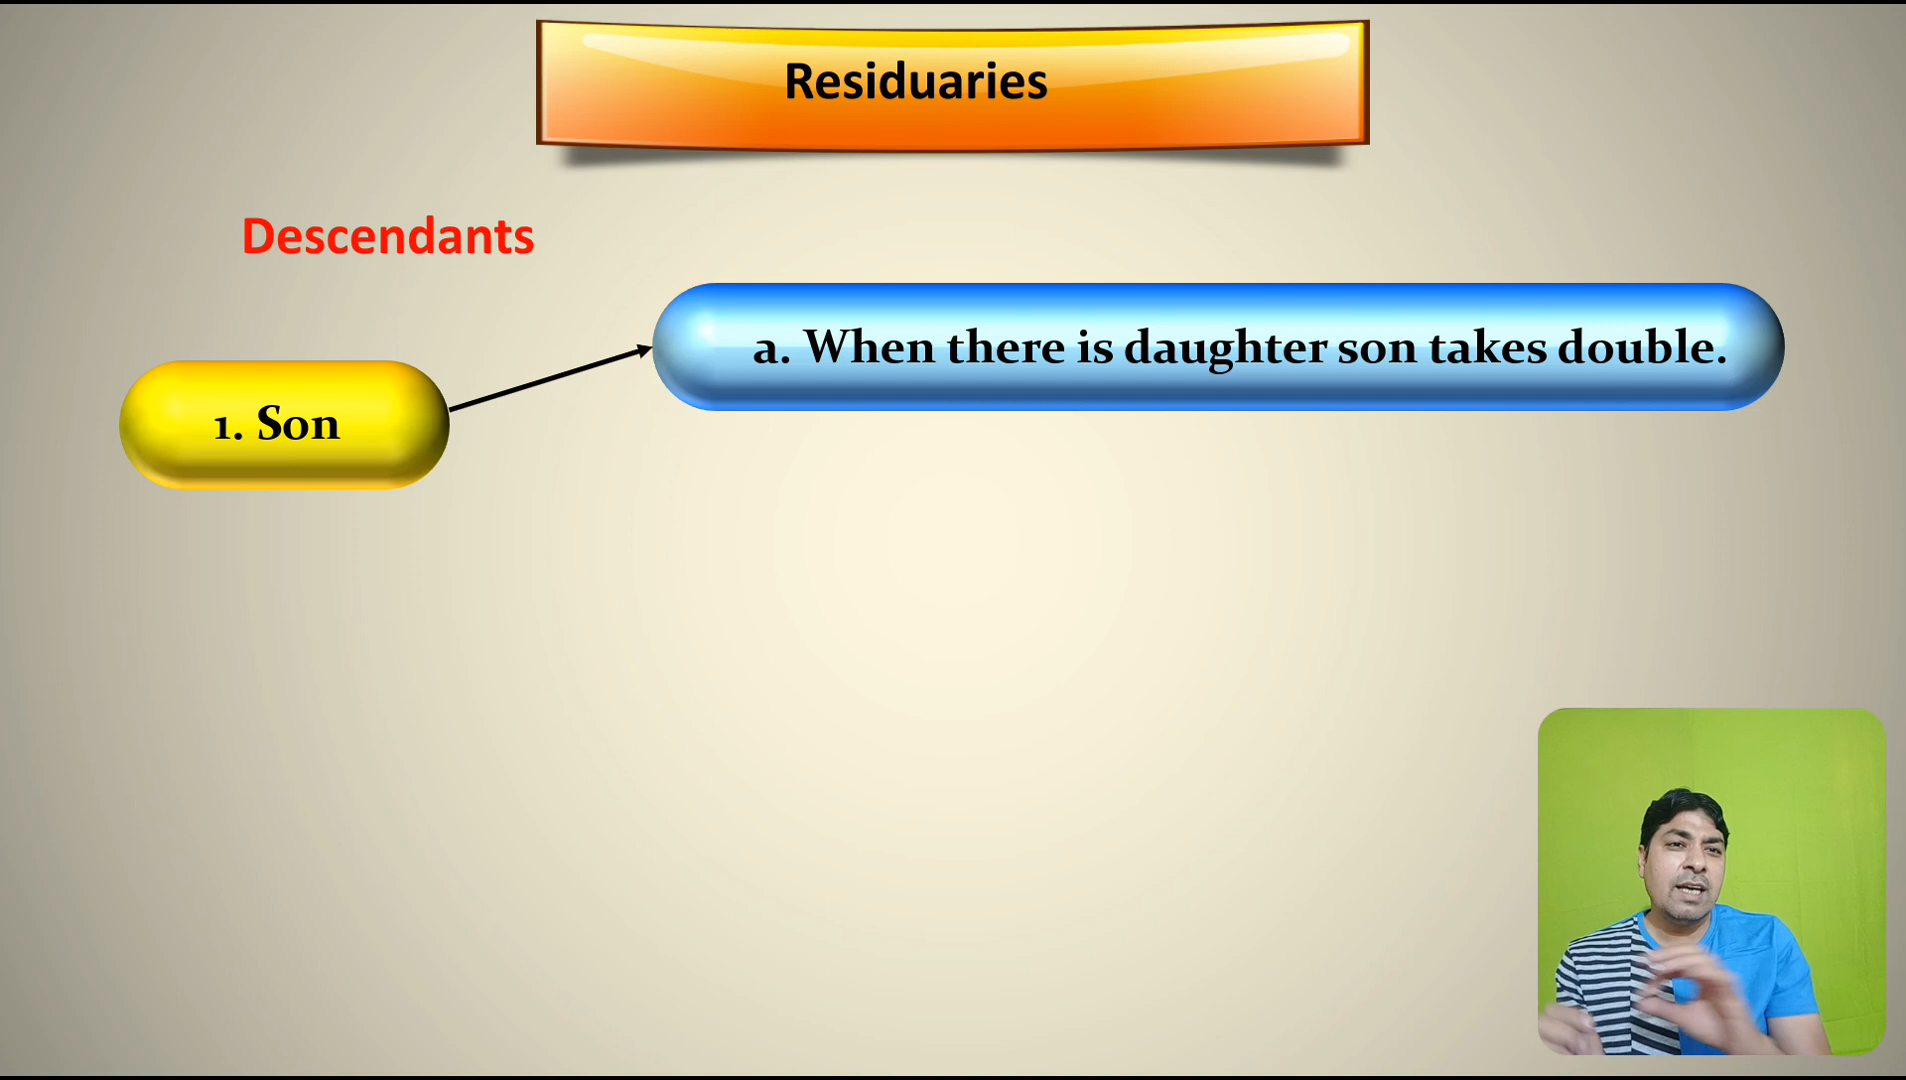 Residuaries
Descendants
a. When there is daughter son takes double.
1. Son